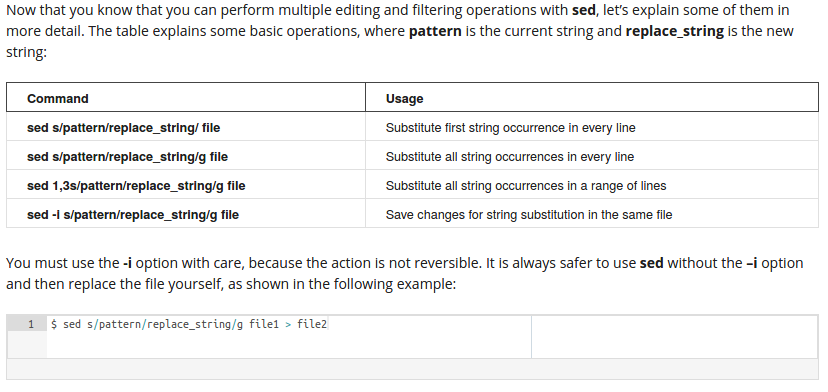 Now that you know that you can perform multiple editing and filtering operations with sed, let's explain some of them in
more detail. The table explains some basic operations, where pattern is the current string and replace_string is the new
string:
Command Usage
sed s/pattern/replace_string/ file Substitute first string occurrence in every line
sed s/pattern/replace_string/g file Substitute all string occurrences in every line
sed 1,3s/pattern/replace_string/g file Substitute all string occurrences in a range of lines
sed -i s/pattern/replace_string/g file Save changes for string substitution in the same file
You must use the -i option with care, because the action is not reversible. It is always safer to use sed without the –i option
and then replace the file yourself, as shown in the following example:
1 $ sed s/pattern/replace_string/g file1 > file2